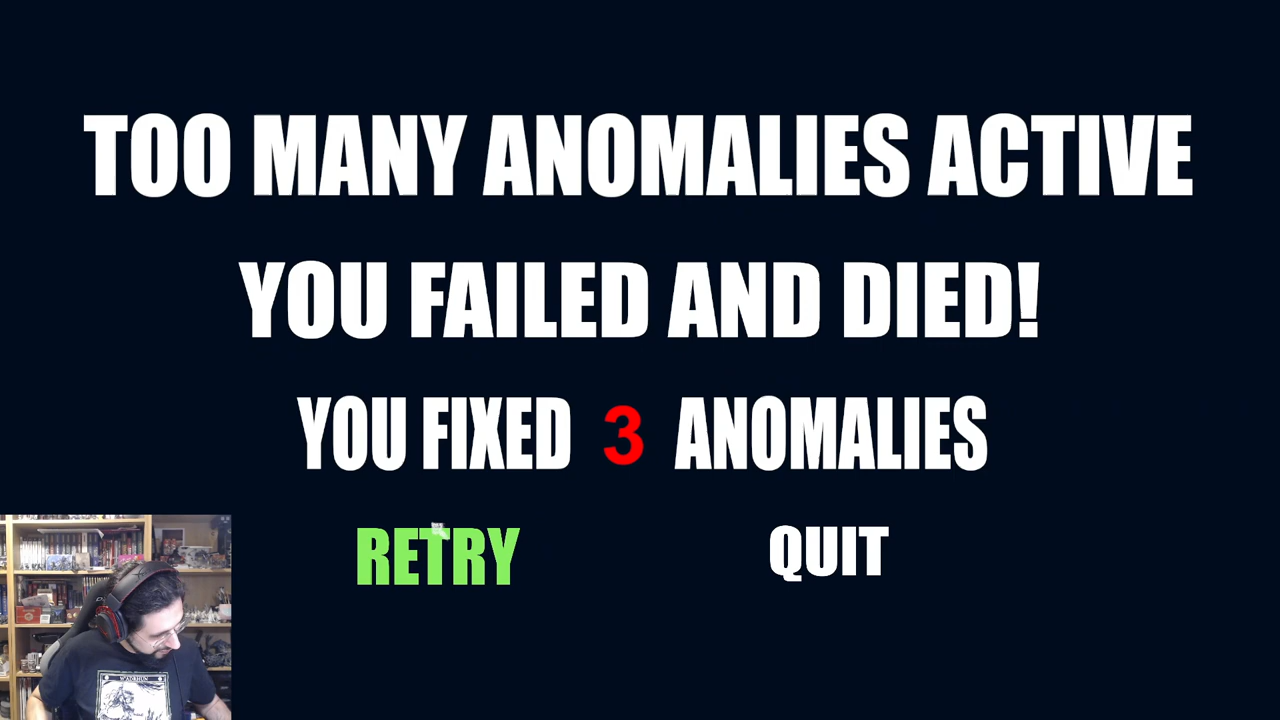 TOO MANY ANOMALIES ACTIVE
YOU FAILED AND DIED!
YOU FIXED 3 ANOMALIES
RETRY QUIT